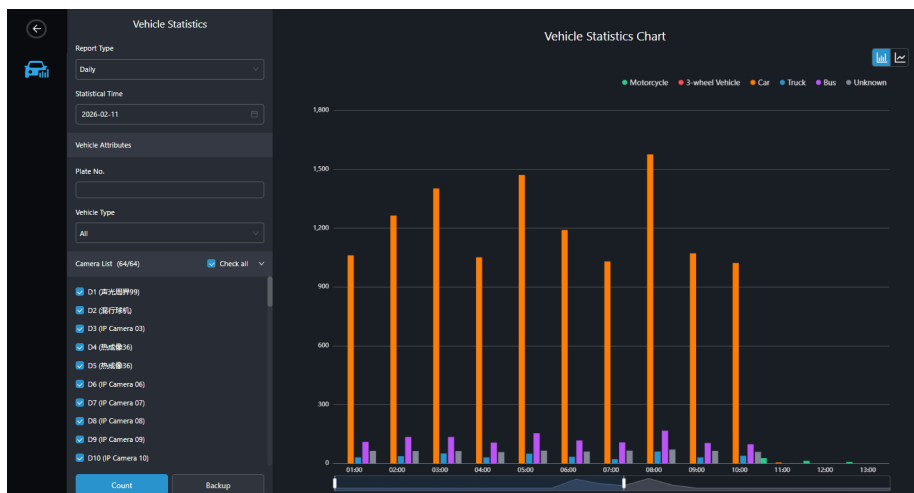 Vehicle Statistics
Report Type
Daily
Statistical Time
2026-02-11
Vehicle Attributes
Plate No.
Vehicle Type
All
Camera List (64/64)
Check all
D1 (声光周界99)
D2 (混行球机)
D3 (IP Camera 03)
D4 (热成像36)
D5 (热成像36)
D6 (IP Camera 06)
D7 (IP Camera 07)
D8 (IP Camera 08)
D9 (IP Camera 09)
D10 (IP Camera 10)
Count
Backup
Vehicle Statistics Chart
Motorcycle 3-wheel Vehicle Car Truck Bus Unknown
1,800
1,500
1,200
900
600
300
0
01:00 02:00 03:00 04:00 05:00 06:00 07:00 08:00 09:00 10:00 11:00 12:00 13:00